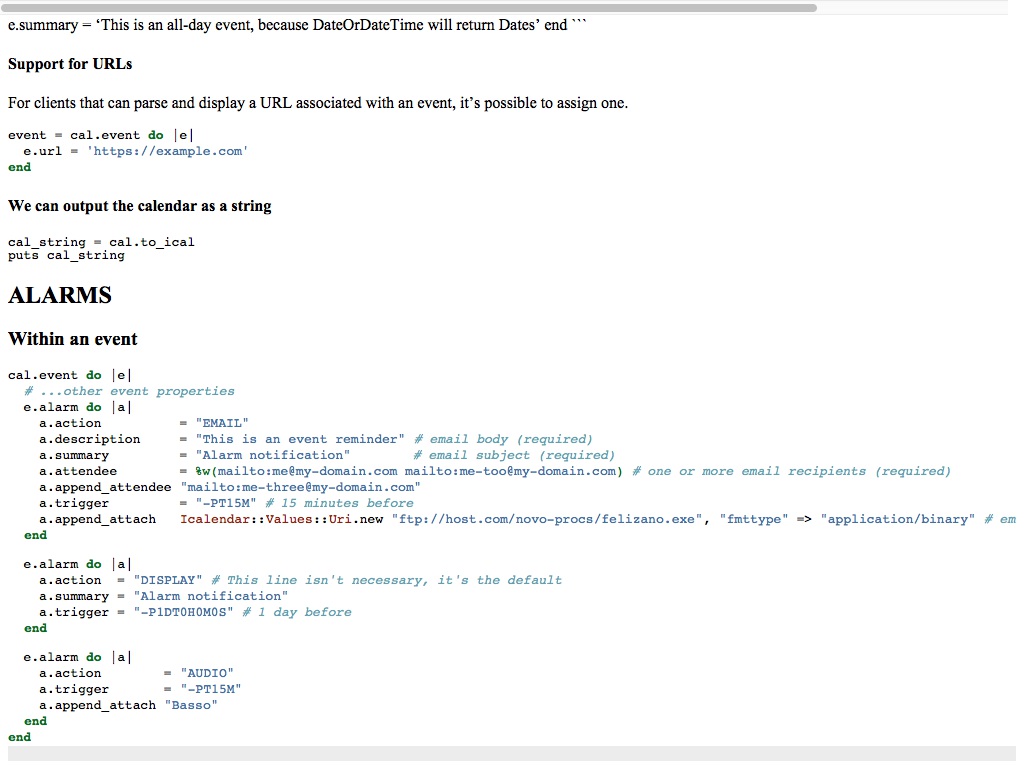 e.summary = ‘This is an all-day event, because DateOrDateTime will return Dates’ end ```
Support for URLs
For clients that can parse and display a URL associated with an event, it’s possible to assign one.
event = cal.event do |e|
  e.url = 'https://example.com'
end
We can output the calendar as a string
cal_string = cal.to_ical
puts cal_string
ALARMS
Within an event
cal.event do |e|
  # ...other event properties
  e.alarm do |a|
    a.action          = "EMAIL"
    a.description     = "This is an event reminder" # email body (required)
    a.summary         = "Alarm notification"        # email subject (required)
    a.attendee        = %w(mailto:me@my-domain.com mailto:me-too@my-domain.com) # one or more email recipients (required)
    a.append_attendee "mailto:me-three@my-domain.com"
    a.trigger         = "-PT15M" # 15 minutes before
    a.append_attach   Icalendar::Values::Uri.new "ftp://host.com/novo-procs/felizano.exe", "fmttype" => "application/binary" # em
  end
  e.alarm do |a|
    a.action  = "DISPLAY" # This line isn't necessary, it's the default
    a.summary = "Alarm notification"
    a.trigger = "-P1DT0H0M0S" # 1 day before
  end
  e.alarm do |a|
    a.action        = "AUDIO"
    a.trigger       = "-PT15M"
    a.append_attach "Basso"
  end
end